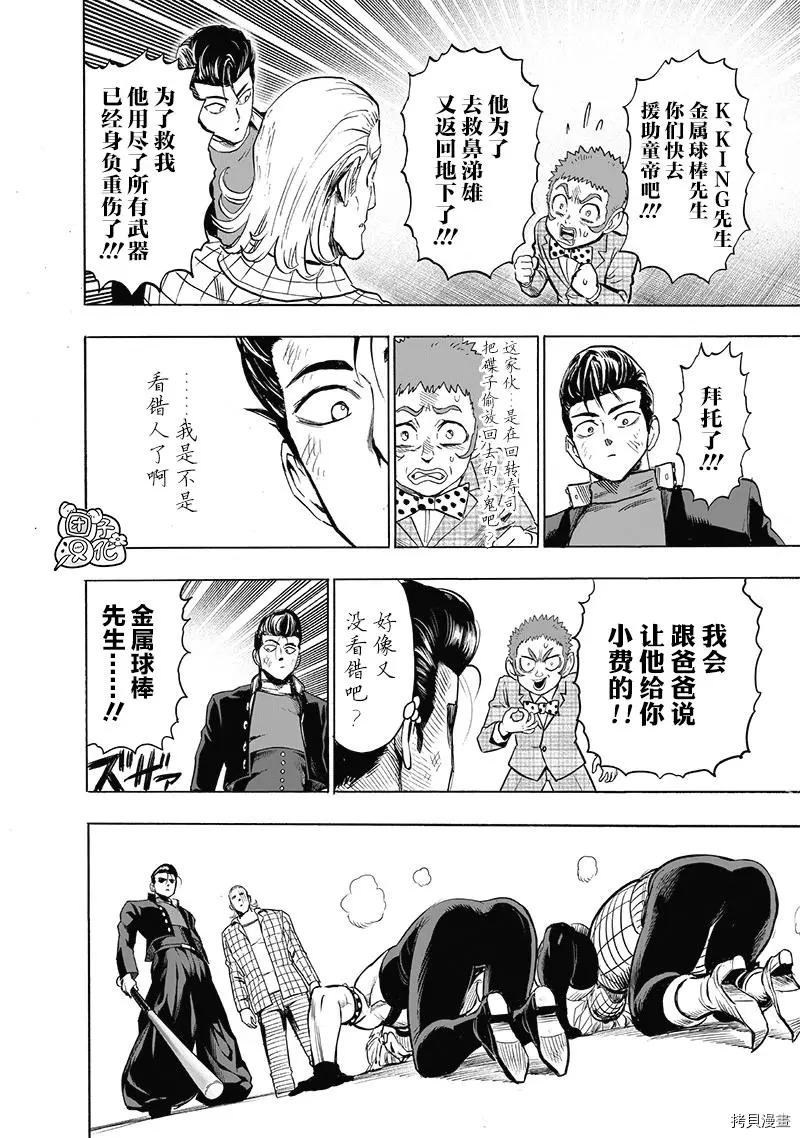 K、KING先生
金属球棒先生
你们快去
援助童帝吧!!!
他为了
去救鼻涕雄
又返回地下了!!!
为了救我
他用尽了所有武器
已经身负重伤了!!!
拜托了!!!
这家伙…是在回转寿司
把碟子偷放回去的小鬼吧?
……我是不是
看错人了啊
我会
跟爸爸说
让他给你
小费的!!
好像又
没看错吧?
金属球棒
先生……!!
ズザァ
团子
汉化
拷貝漫畫